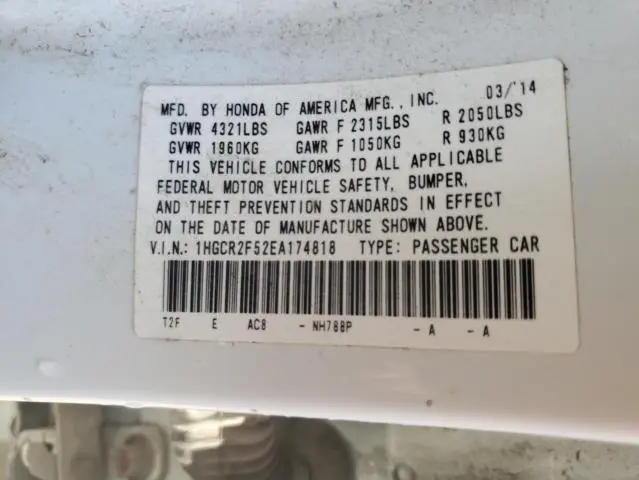 MFD. BY HONDA OF AMERICA MFG., INC. 03/'14
GVWR 4321LBS GAWR F 2315LBS R 2050LBS
GVWR 1960KG GAWR F 1050KG R 930KG
THIS VEHICLE CONFORMS TO ALL APPLICABLE
FEDERAL MOTOR VEHICLE SAFETY, BUMPER,
AND THEFT PREVENTION STANDARDS IN EFFECT
ON THE DATE OF MANUFACTURE SHOWN ABOVE.
V.I.N.: 1HGCR2F52EA174818 TYPE: PASSENGER CAR
T2F E AC8 - NH788P - A - A